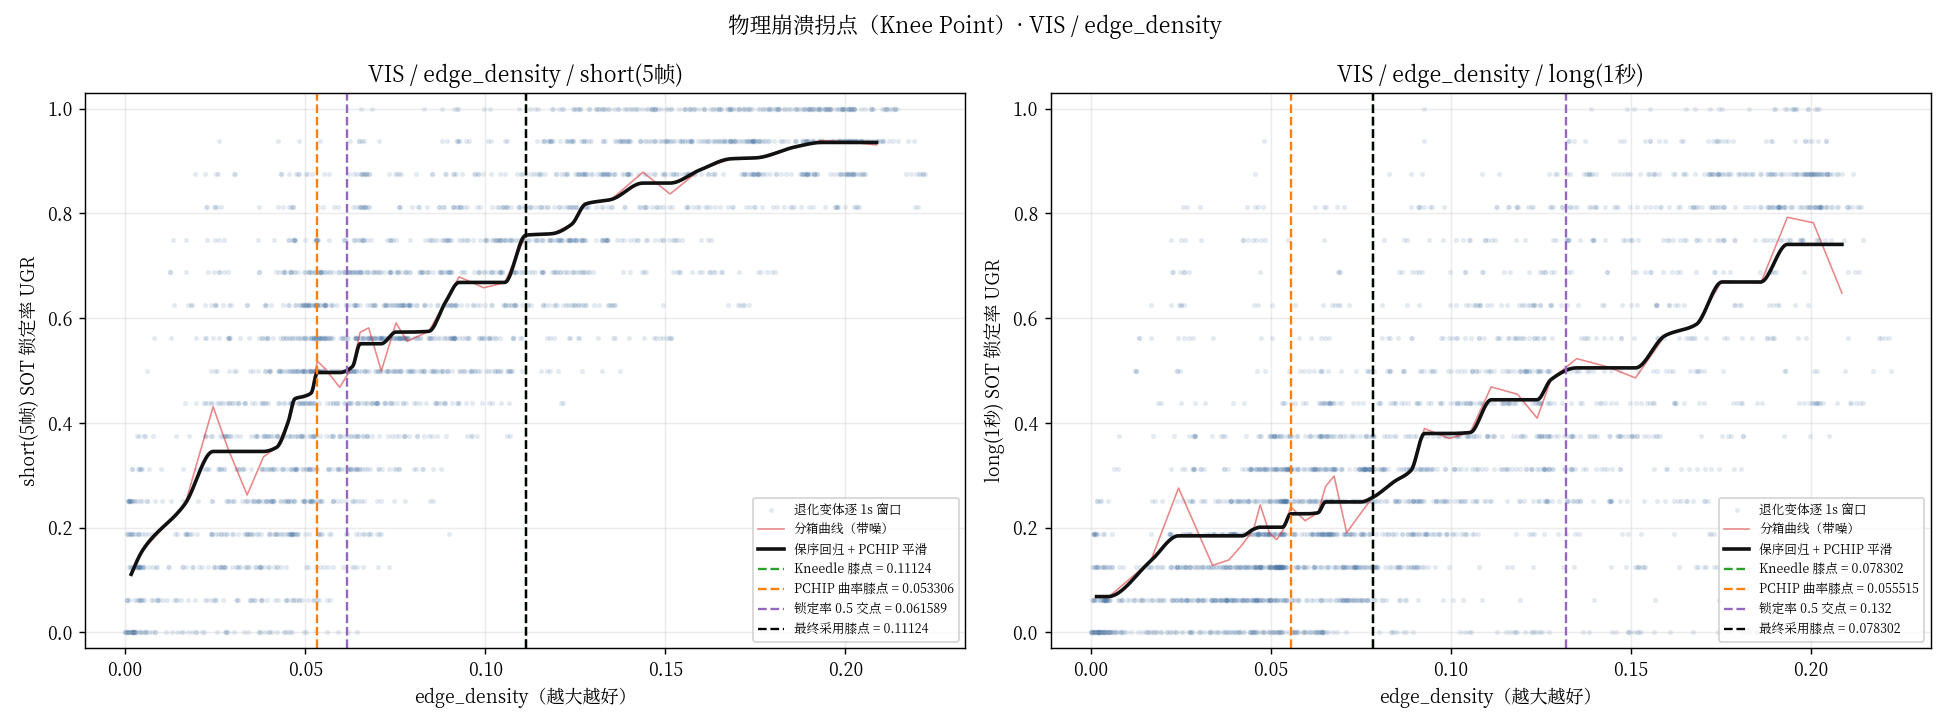 物理崩溃拐点（Knee Point）· VIS / edge_density
VIS / edge_density / short(5帧)
short(5帧) SOT 锁定率 UGR
1.0
0.8
0.6
0.4
0.2
0.0
0.00 0.05 0.10 0.15 0.20
edge_density（越大越好）
退化变体逐 1s 窗口
分箱曲线（带噪）
保序回归 + PCHIP 平滑
Kneedle 膝点 = 0.11124
PCHIP 曲率膝点 = 0.053306
锁定率 0.5 交点 = 0.061589
最终采用膝点 = 0.11124
VIS / edge_density / long(1秒)
long(1秒) SOT 锁定率 UGR
1.0
0.8
0.6
0.4
0.2
0.0
0.00 0.05 0.10 0.15 0.20
edge_density（越大越好）
退化变体逐 1s 窗口
分箱曲线（带噪）
保序回归 + PCHIP 平滑
Kneedle 膝点 = 0.078302
PCHIP 曲率膝点 = 0.055515
锁定率 0.5 交点 = 0.132
最终采用膝点 = 0.078302